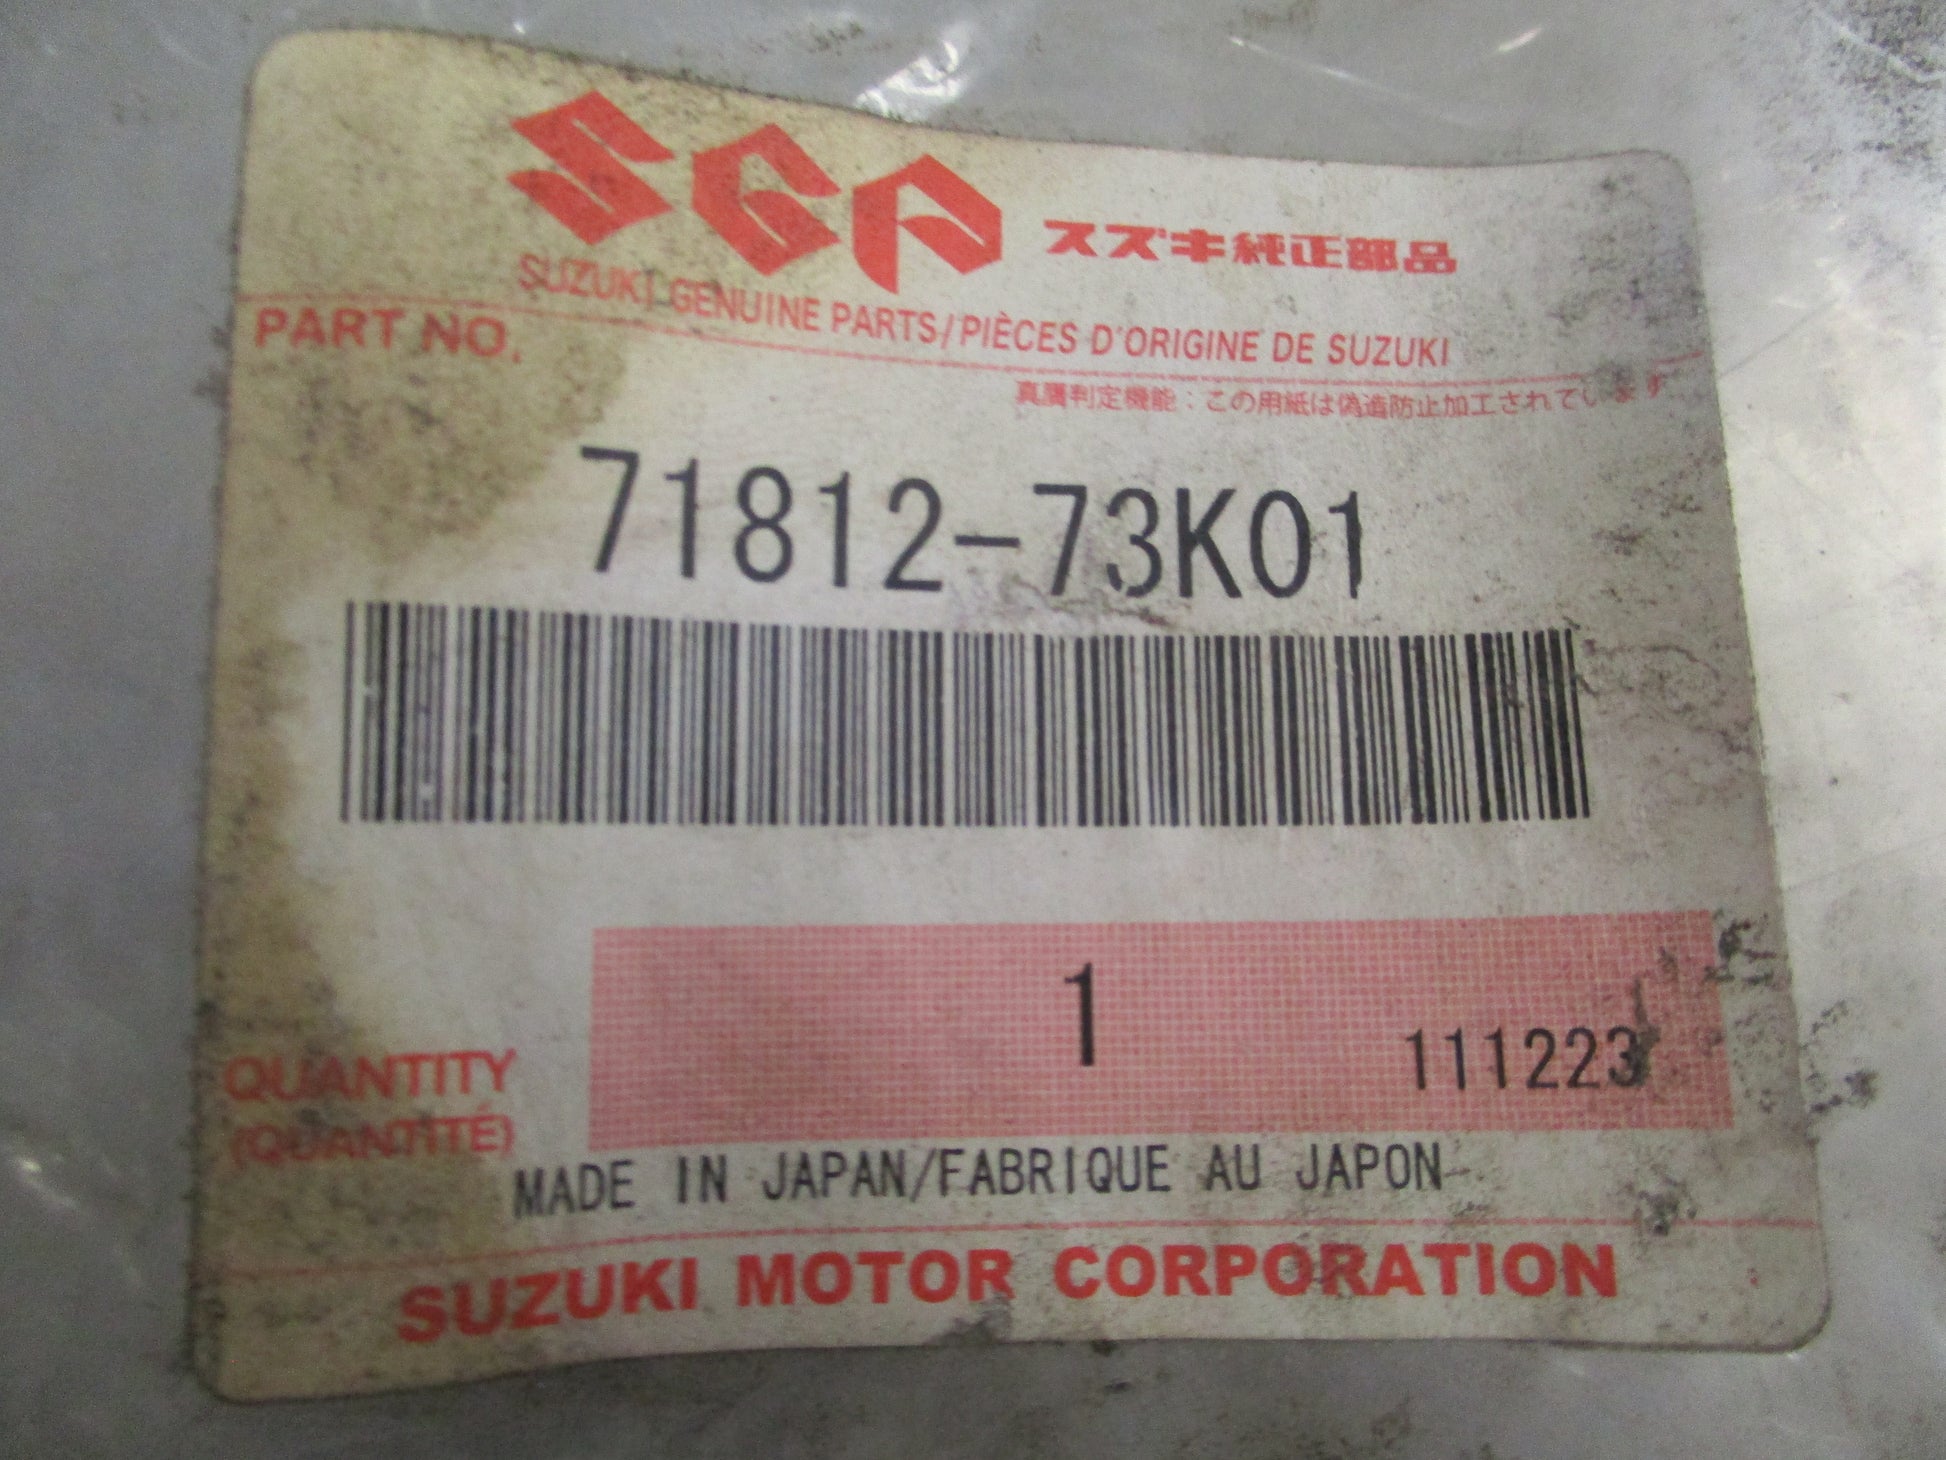 SGP スズキ純正部品
SUZUKI GENUINE PARTS/PIÈCES D'ORIGINE DE SUZUKI
PART NO.
真贋判定機能:この用紙は偽造防止加工されています
71812-73K01
1
111223
QUANTITY
(QUANTITÉ)
MADE IN JAPAN/FABRIQUE AU JAPON
SUZUKI MOTOR CORPORATION